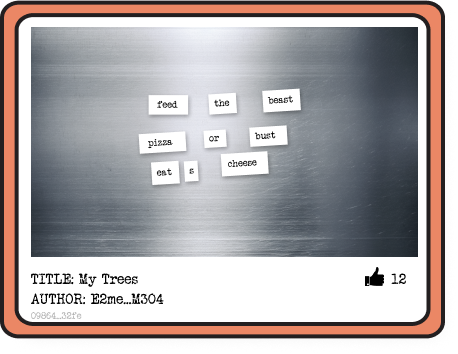 feed the beast
pizza or bust
eat s cheese
TITLE: My Trees
12
AUTHOR: E2me...M304
09864...32fe